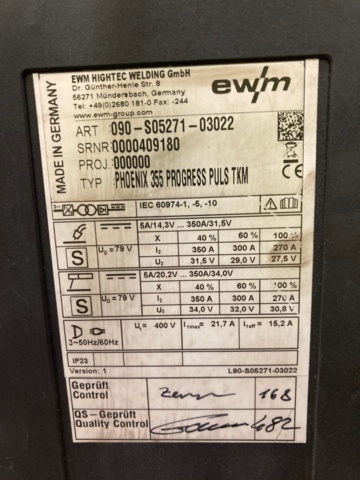 EWM HIGHTEC WELDING GmbH
Dr. Günther-Henle Str. 8
56271 Mündersbach, Germany
Tel: +49(0)2680 181-0 Fax: -244
www.ewm-group.com
ewm
MADE IN GERMANY
ART 090-S05271-03022
SRNR 0000409180
PROJ 000000
TYP PHOENIX 355 PROGRESS PULS TKM
CE
3~ IEC 60974-1, -5, -10
5A/14,3V ... 350A/31,5V
X 40 % 60 % 100 %
S U₀ = 79 V I₂ 350 A 300 A 270 A
U₂ 31,5 V 29,0 V 27,5 V
5A/20,2V ... 350A/34,0V
X 40 % 60 % 100 %
S U₀ = 79 V I₂ 350 A 300 A 270 A
U₂ 34,0 V 32,0 V 30,8 V
3~50Hz/60Hz U₁ = 400 V I₁max = 21,7 A I₁eff = 15,2 A
IP23
Version: 1 L90-S05271-03022
Geprüft
Control 168
QS-Geprüft
Quality Control 482